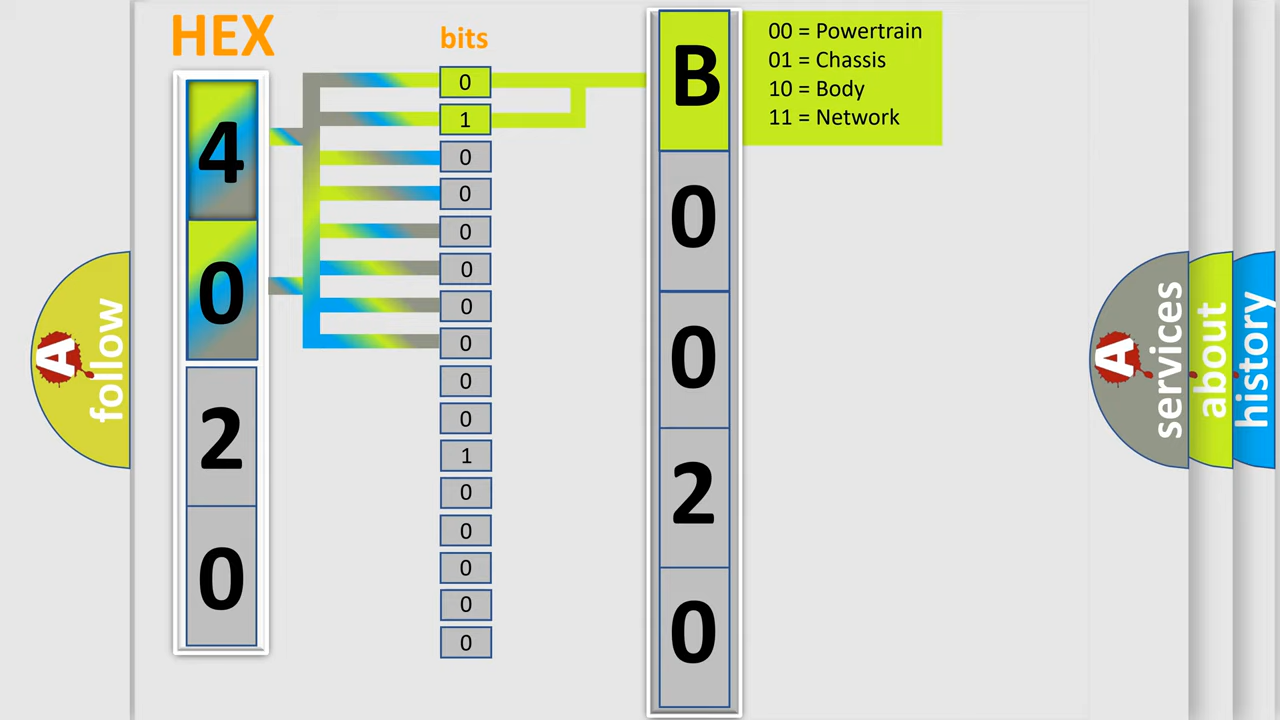 HEX
bits
4
0
2
0
0
1
0
0
0
0
0
0
0
0
1
0
0
0
0
0
B
0
0
2
0
00 = Powertrain
01 = Chassis
10 = Body
11 = Network
A
follow
A
services
about
history